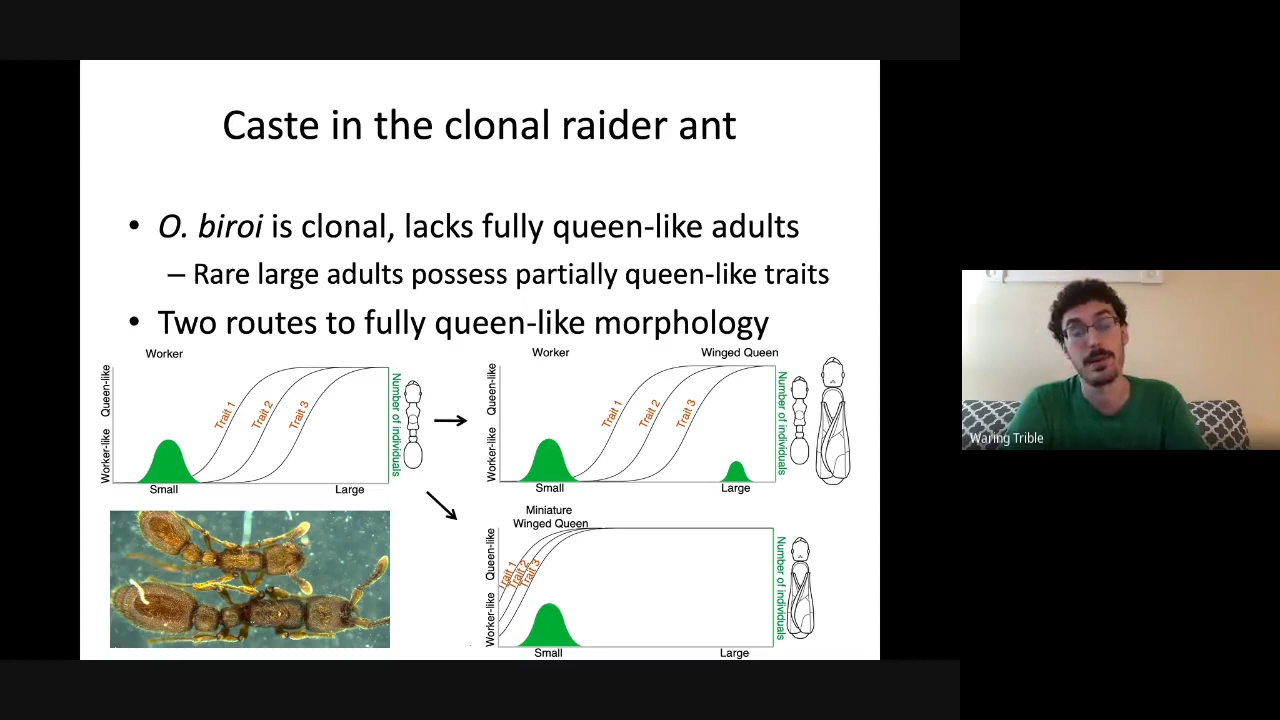 Caste in the clonal raider ant
• O. biroi is clonal, lacks fully queen-like adults
– Rare large adults possess partially queen-like traits
• Two routes to fully queen-like morphology
Worker
Queen-like
Worker-like
Trait 1
Trait 2
Trait 3
Number of individuals
Small
Large
Worker
Winged Queen
Queen-like
Worker-like
Trait 1
Trait 2
Trait 3
Number of individuals
Small
Large
Miniature
Winged Queen
Queen-like
Worker-like
Trait 1
Trait 2
Trait 3
Number of individuals
Small
Large
Waring Trible